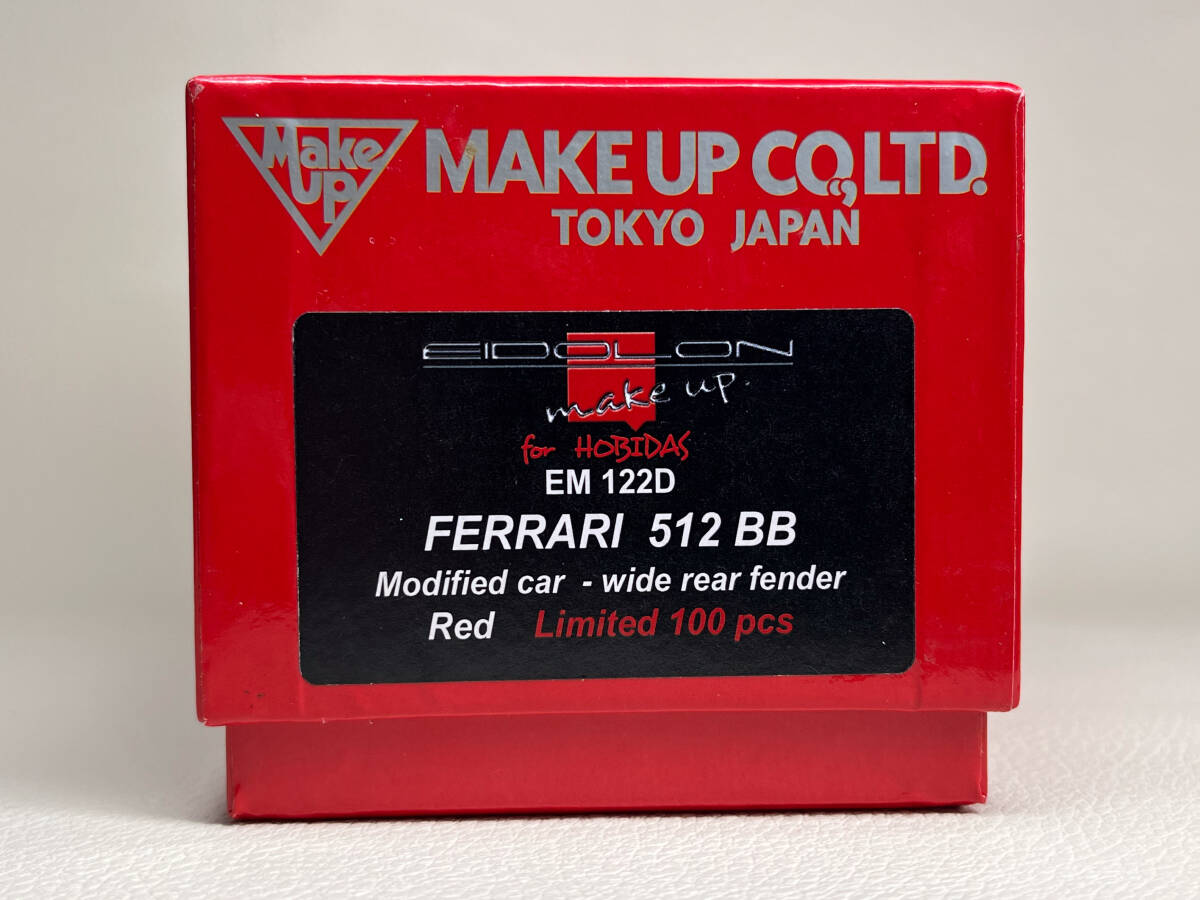 Make Up
MAKE UP CO.,LTD.
TOKYO JAPAN
EIDOLON
make up.
for HOBIDAS
EM 122D
FERRARI 512 BB
Modified car - wide rear fender
Red Limited 100 pcs